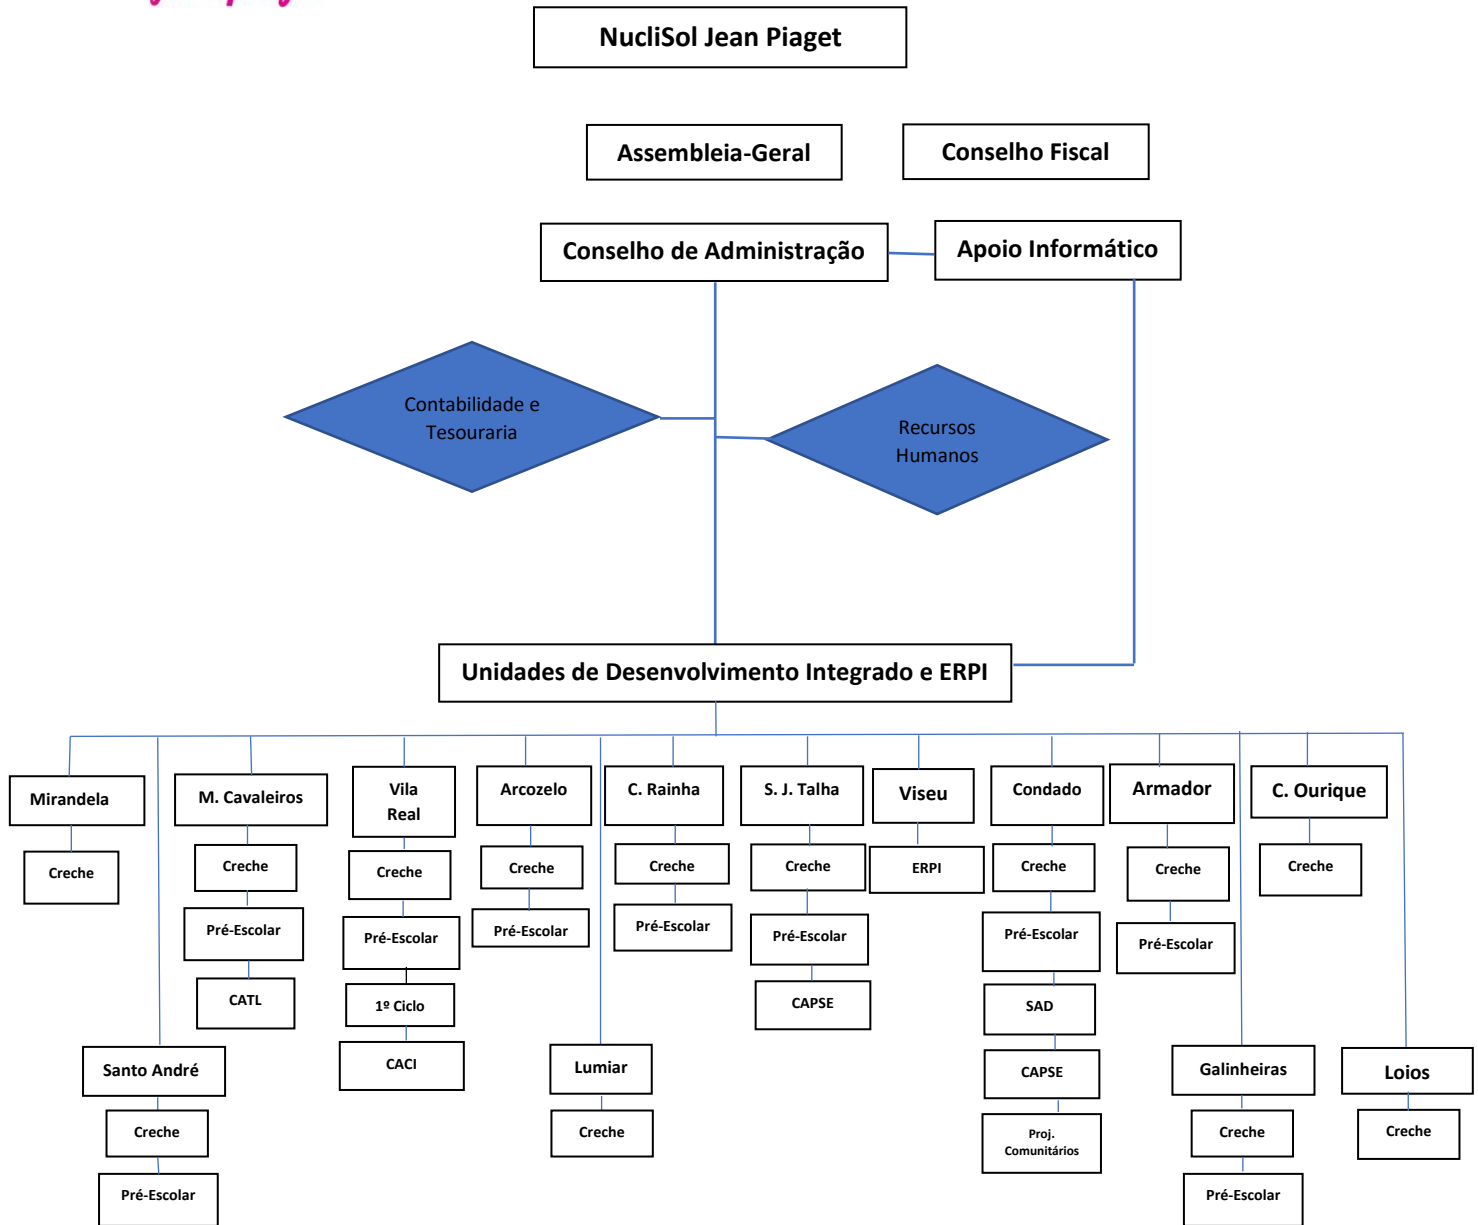 NucliSol Jean Piaget
Assembleia-Geral
Conselho Fiscal
Conselho de Administração
Apoio Informático
Contabilidade e
Tesouraria
Recursos
Humanos
Unidades de Desenvolvimento Integrado e ERPI
Mirandela
Creche
Santo André
Creche
Pré-Escolar
M. Cavaleiros
Creche
Pré-Escolar
CATL
Vila
Real
Creche
Pré-Escolar
1º Ciclo
CACI
Arcozelo
Creche
Pré-Escolar
Lumiar
Creche
C. Rainha
Creche
Pré-Escolar
S. J. Talha
Creche
Pré-Escolar
CAPSE
Viseu
ERPI
Condado
Creche
Pré-Escolar
SAD
CAPSE
Proj.
Comunitários
Armador
Creche
Pré-Escolar
Galinheiras
Creche
Pré-Escolar
C. Ourique
Creche
Loios
Creche